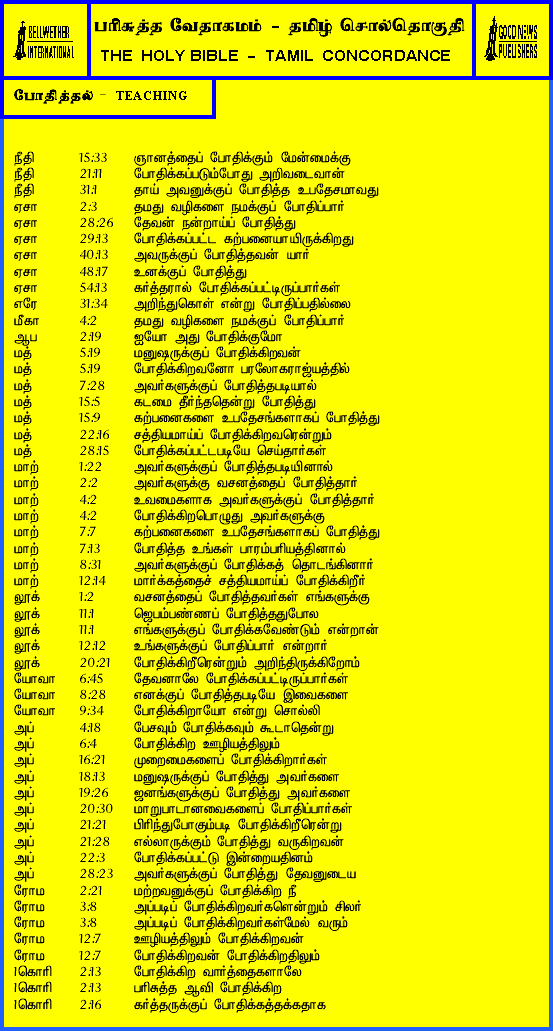 BELLWETHER
INTERNATIONAL
பரிசுத்த வேதாகமம் - தமிழ் சொல்தொகுதி
THE HOLY BIBLE - TAMIL CONCORDANCE
GOOD NEWS
PUBLISHERS
போதித்தல் - TEACHING
நீதி 15:33 ஞானத்தைப் போதிக்கும் மேன்மைக்கு
நீதி 21:11 போதிக்கப்படும்போது அறிவடைவான்
நீதி 31:1 தாய் அவனுக்குப் போதித்த உபதேசமாவது
ஏசா 2:3 தமது வழிகளை நமக்குப் போதிப்பார்
ஏசா 28:26 தேவன் நன்றாய்ப் போதித்து
ஏசா 29:13 போதிக்கப்பட்ட கற்பனையாயிருக்கிறது
ஏசா 40:13 அவருக்குப் போதித்தவன் யார்
ஏசா 48:17 உனக்குப் போதித்து
ஏசா 54:13 கர்த்தரால் போதிக்கப்பட்டிருப்பார்கள்
எரே 31:34 அறிந்துகொள் என்று போதிப்பதில்லை
மீகா 4:2 தமது வழிகளை நமக்குப் போதிப்பார்
ஆப 2:19 ஐயோ அது போதிக்குமோ
மத் 5:19 மனுஷருக்குப் போதிக்கிறவன்
மத் 5:19 போதிக்கிறவனோ பரலோகராஜ்யத்தில்
மத் 7:28 அவர்களுக்குப் போதித்தபடியால்
மத் 15:5 கடமை தீர்ந்ததென்று போதித்து
மத் 15:9 கற்பனைகளை உபதேசங்களாகப் போதித்து
மத் 22:16 சத்தியமாய்ப் போதிக்கிறவரென்றும்
மத் 28:15 போதிக்கப்பட்டபடியே செய்தார்கள்
மாற் 1:22 அவர்களுக்குப் போதித்தபடியினால்
மாற் 2:2 அவர்களுக்கு வசனத்தைப் போதித்தார்
மாற் 4:2 உவமைகளாக அவர்களுக்குப் போதித்தார்
மாற் 4:2 போதிக்கிறபொழுது அவர்களுக்கு
மாற் 7:7 கற்பனைகளை உபதேசங்களாகப் போதித்து
மாற் 7:13 போதித்த உங்கள் பாரம்பரியத்தினால்
மாற் 8:31 அவர்களுக்குப் போதிக்கத் தொடங்கினார்
மாற் 12:14 மார்க்கத்தைச் சத்தியமாய்ப் போதிக்கிறீர்
லூக் 1:2 வசனத்தைப் போதித்தவர்கள் எங்களுக்கு
லூக் 11:1 ஜெபம்பண்ணப் போதித்ததுபோல
லூக் 11:1 எங்களுக்குப் போதிக்கவேண்டும் என்றான்
லூக் 12:12 உங்களுக்குப் போதிப்பார் என்றார்
லூக் 20:21 போதிக்கிறீரென்றும் அறிந்திருக்கிறோம்
யோவா 6:45 தேவனாலே போதிக்கப்பட்டிருப்பார்கள்
யோவா 8:28 எனக்குப் போதித்தபடியே இவைகளை
யோவா 9:34 போதிக்கிறாயோ என்று சொல்லி
அப் 4:18 பேசவும் போதிக்கவும் கூடாதென்று
அப் 6:4 போதிக்கிற ஊழியத்திலும்
அப் 16:21 முறைமைகளைப் போதிக்கிறார்கள்
அப் 18:13 மனுஷருக்குப் போதித்து அவர்களை
அப் 19:26 ஜனங்களுக்குப் போதித்து அவர்களை
அப் 20:30 மாறுபாடானவைகளைப் போதிப்பார்கள்
அப் 21:21 பிரிந்துபோகும்படி போதிக்கிறீரென்று
அப் 21:28 எல்லாருக்கும் போதித்து வருகிறவன்
அப் 22:3 போதிக்கப்பட்டு இன்றையதினம்
அப் 28:23 அவர்களுக்குப் போதித்து தேவனுடைய
ரோம 2:21 மற்றவனுக்குப் போதிக்கிற நீ
ரோம 3:8 அப்படிப் போதிக்கிறவர்களென்றும் சிலர்
ரோம 3:8 அப்படிப் போதிக்கிறவர்கள்மேல் வரும்
ரோம 12:7 ஊழியத்திலும் போதிக்கிறவன்
ரோம 12:7 போதிக்கிறவன் போதிக்கிறதிலும்
1கொரி 2:13 போதிக்கிற வார்த்தைகளாலே
1கொரி 2:13 பரிசுத்த ஆவி போதிக்கிற
1கொரி 2:16 கர்த்தருக்குப் போதிக்கத்தக்கதாக